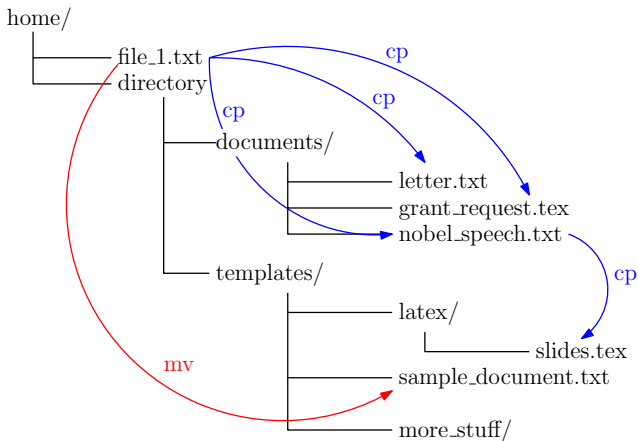 home/
file_1.txt
cp
directory
cp
cp
documents/
letter.txt
grant_request.tex
nobel_speech.txt
templates/
cp
latex/
slides.tex
mv
sample_document.txt
more_stuff/